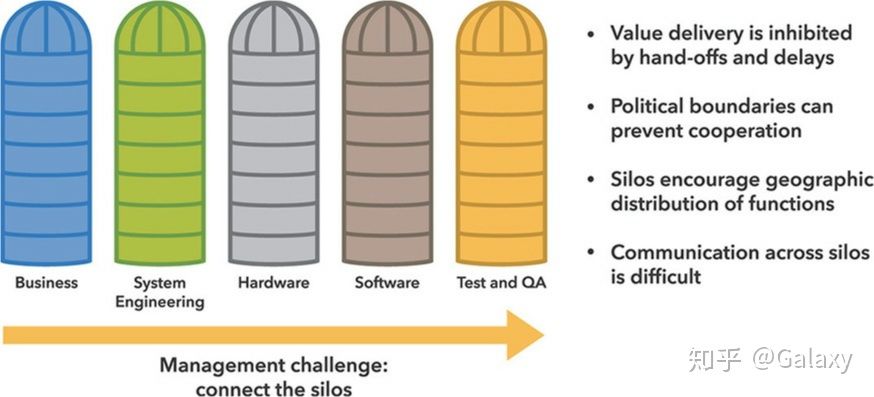 Business
System
Engineering
Hardware
Software
Test and QA
Management challenge:
connect the silos
• Value delivery is inhibited
by hand-offs and delays
• Political boundaries can
prevent cooperation
• Silos encourage geographic
distribution of functions
• Communication across silos
is difficult
知乎 @Galaxy